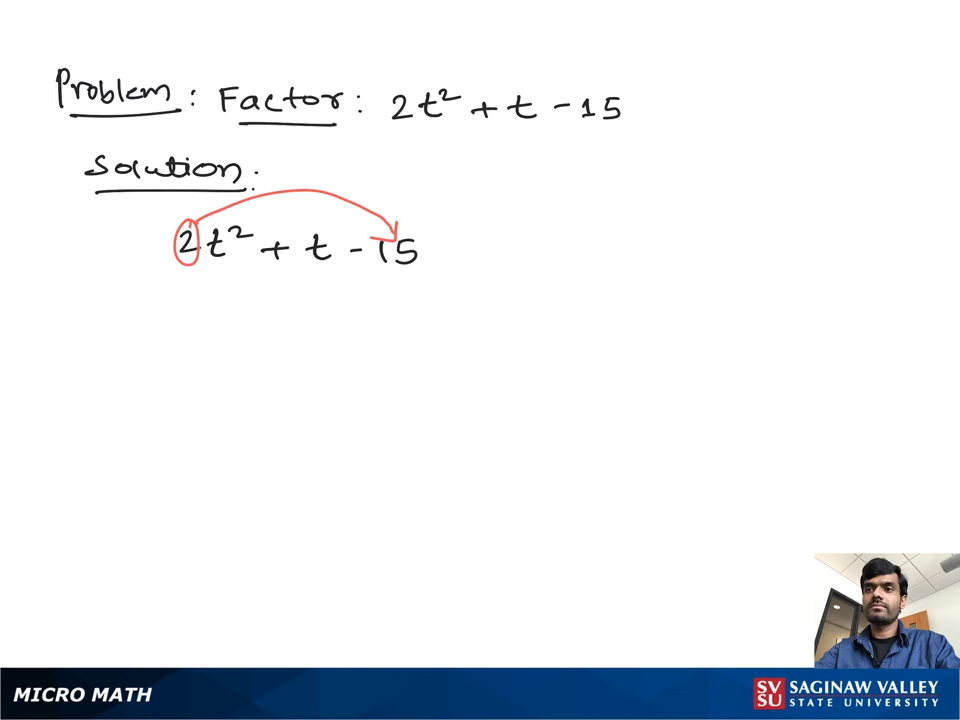 Problem : Factor : 2t² + t - 15
Solution :
2t² + t - 15
MICRO MATH
SV SU SAGINAW VALLEY
STATE UNIVERSITY